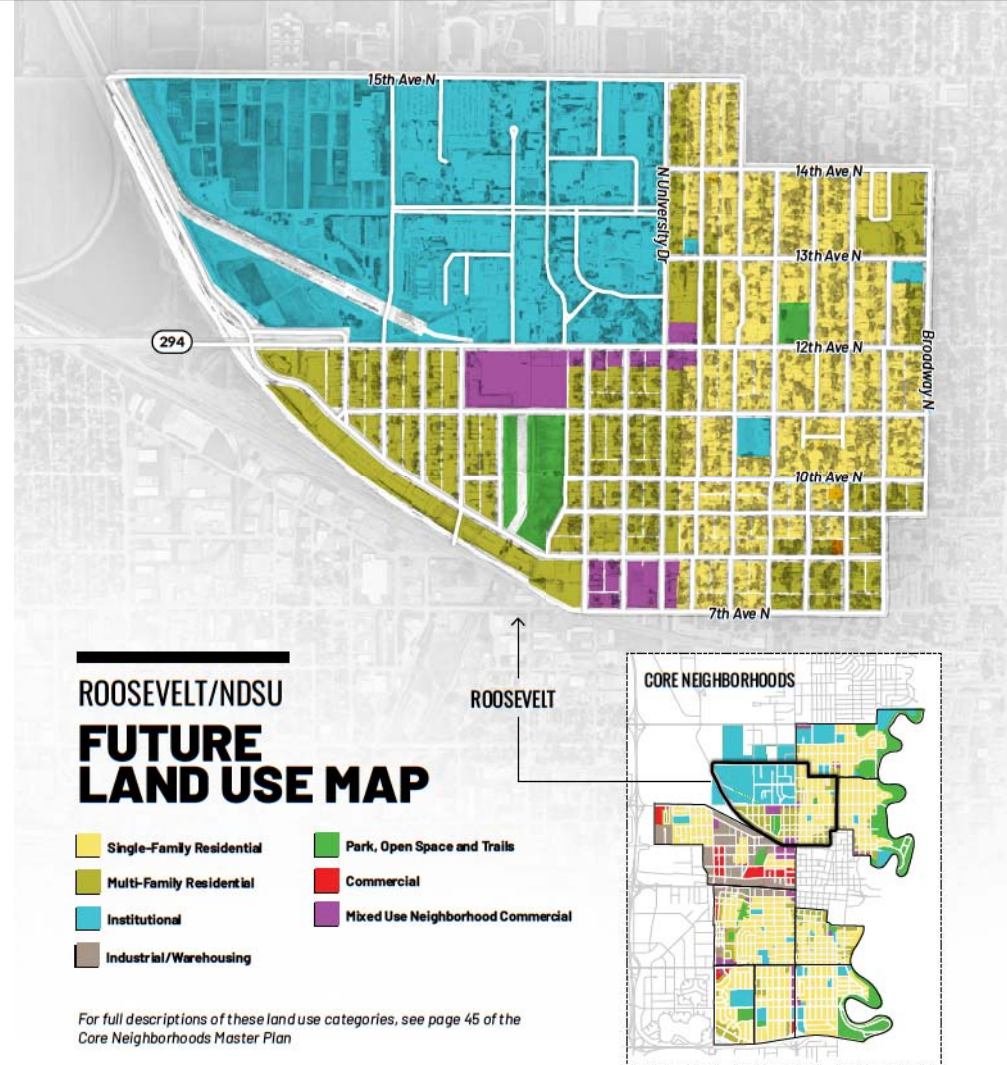 15th Ave N
14th Ave N
N University Dr
13th Ave N
294
12th Ave N
Broadway N
10th Ave N
7th Ave N
ROOSEVELT/NDSU
FUTURE
LAND USE MAP
ROOSEVELT
CORE NEIGHBORHOODS
Single-Family Residential
Multi-Family Residential
Institutional
Industrial/Warehousing
Park, Open Space and Trails
Commercial
Mixed Use Neighborhood Commercial
For full descriptions of these land use categories, see page 45 of the
Core Neighborhoods Master Plan